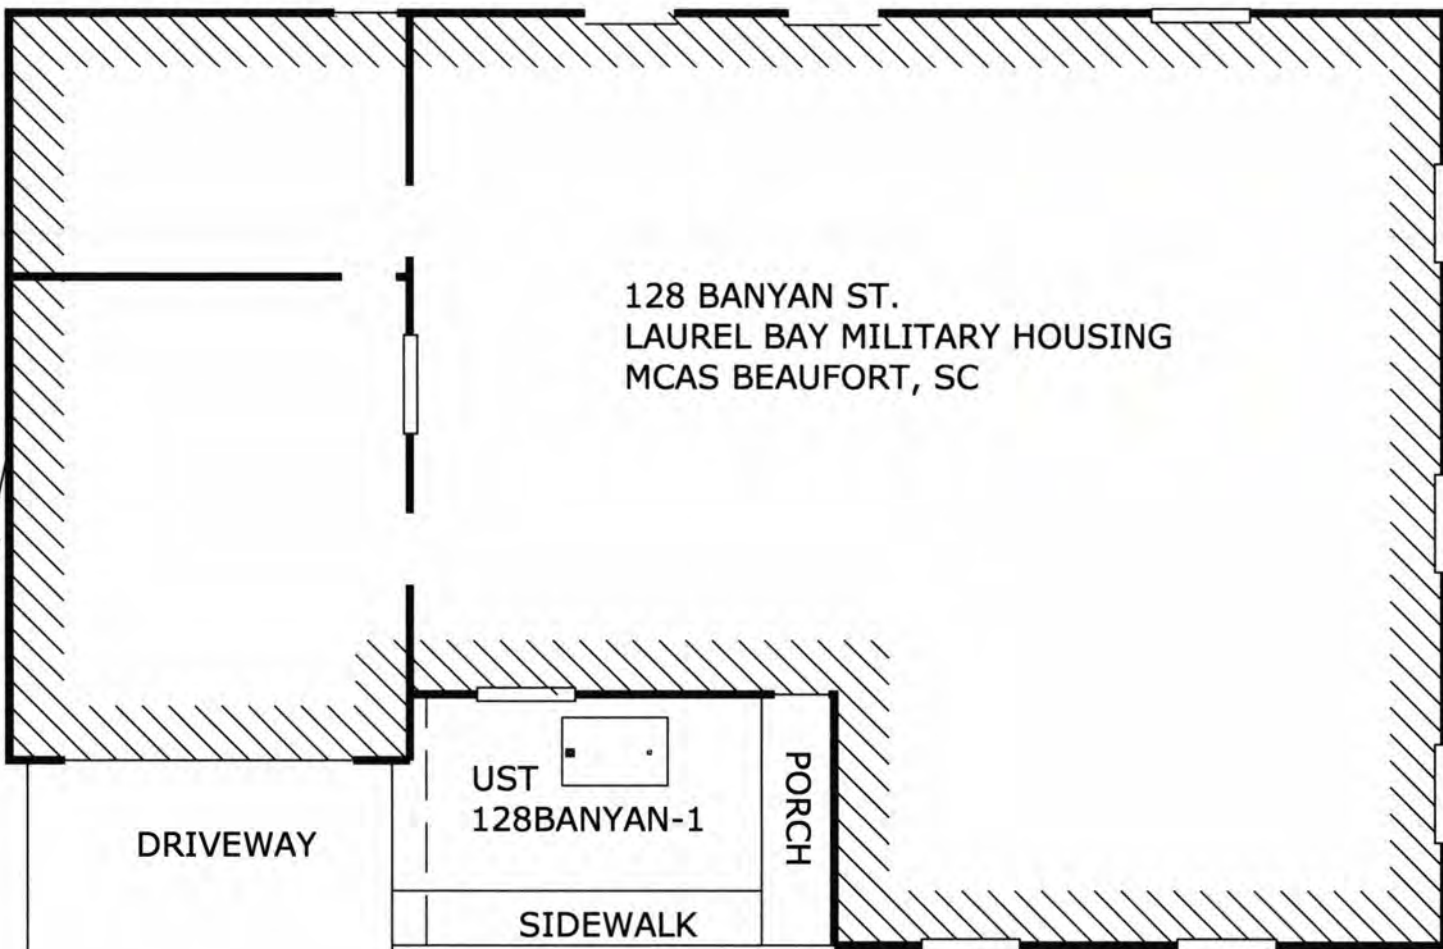 128 BANYAN ST.
LAUREL BAY MILITARY HOUSING
MCAS BEAUFORT, SC
UST
128BANYAN-1
PORCH
DRIVEWAY
SIDEWALK